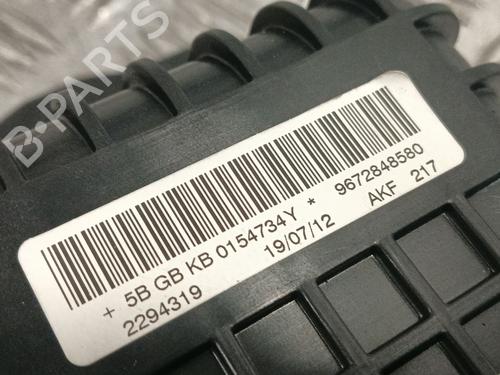 B-PARTS
+ 5B GB KB 0154734Y * 9672848580
2294319 19/07/12 AKF 217